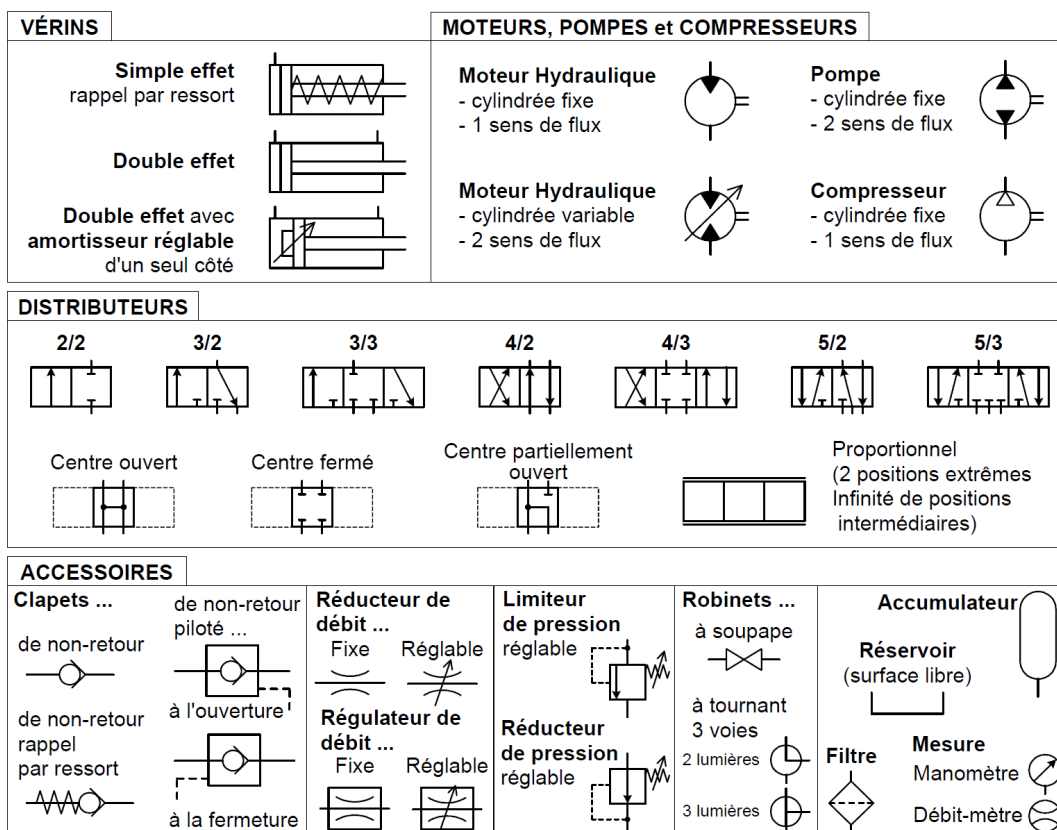 VÉRINS
Simple effet
rappel par ressort
Double effet
Double effet avec
amortisseur réglable
d'un seul côté
MOTEURS, POMPES et COMPRESSEURS
Moteur Hydraulique
- cylindrée fixe
- 1 sens de flux
Pompe
- cylindrée fixe
- 2 sens de flux
Moteur Hydraulique
- cylindrée variable
- 2 sens de flux
Compresseur
- cylindrée fixe
- 1 sens de flux
DISTRIBUTEURS
2/2 3/2 3/3 4/2 4/3 5/2 5/3
Centre ouvert
Centre fermé
Centre partiellement
ouvert
Proportionnel
(2 positions extrêmes
Infinité de positions
intermédiaires)
ACCESSOIRES
Clapets ...
de non-retour
de non-retour
rappel
par ressort
de non-retour
piloté ...
à l'ouverture
à la fermeture
Réducteur de
débit ...
Fixe Réglable
Régulateur de
débit ...
Fixe Réglable
Limiteur
de pression
réglable
Réducteur
de pression
réglable
Robinets ...
à soupape
à tournant
3 voies
2 lumières
3 lumières
Accumulateur
Réservoir
(surface libre)
Filtre
Mesure
Manomètre
Débit-mètre